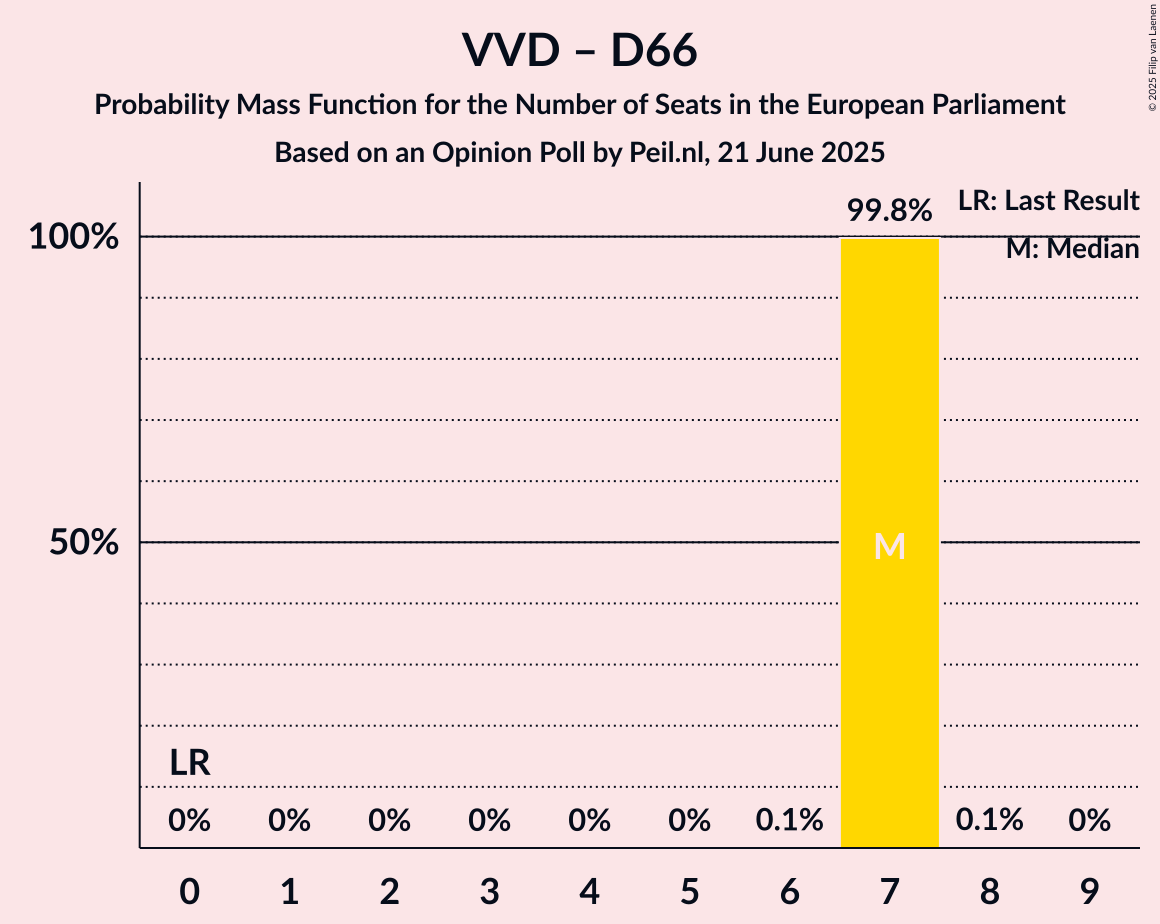 VVD – D66
Probability Mass Function for the Number of Seats in the European Parliament
Based on an Opinion Poll by Peil.nl, 21 June 2025
© 2025 Filip van Laenen
LR: Last Result
M: Median
99.8%
100%
50%
M
LR
0% 0% 0% 0% 0% 0% 0.1% 0.1% 0%
0 1 2 3 4 5 6 7 8 9